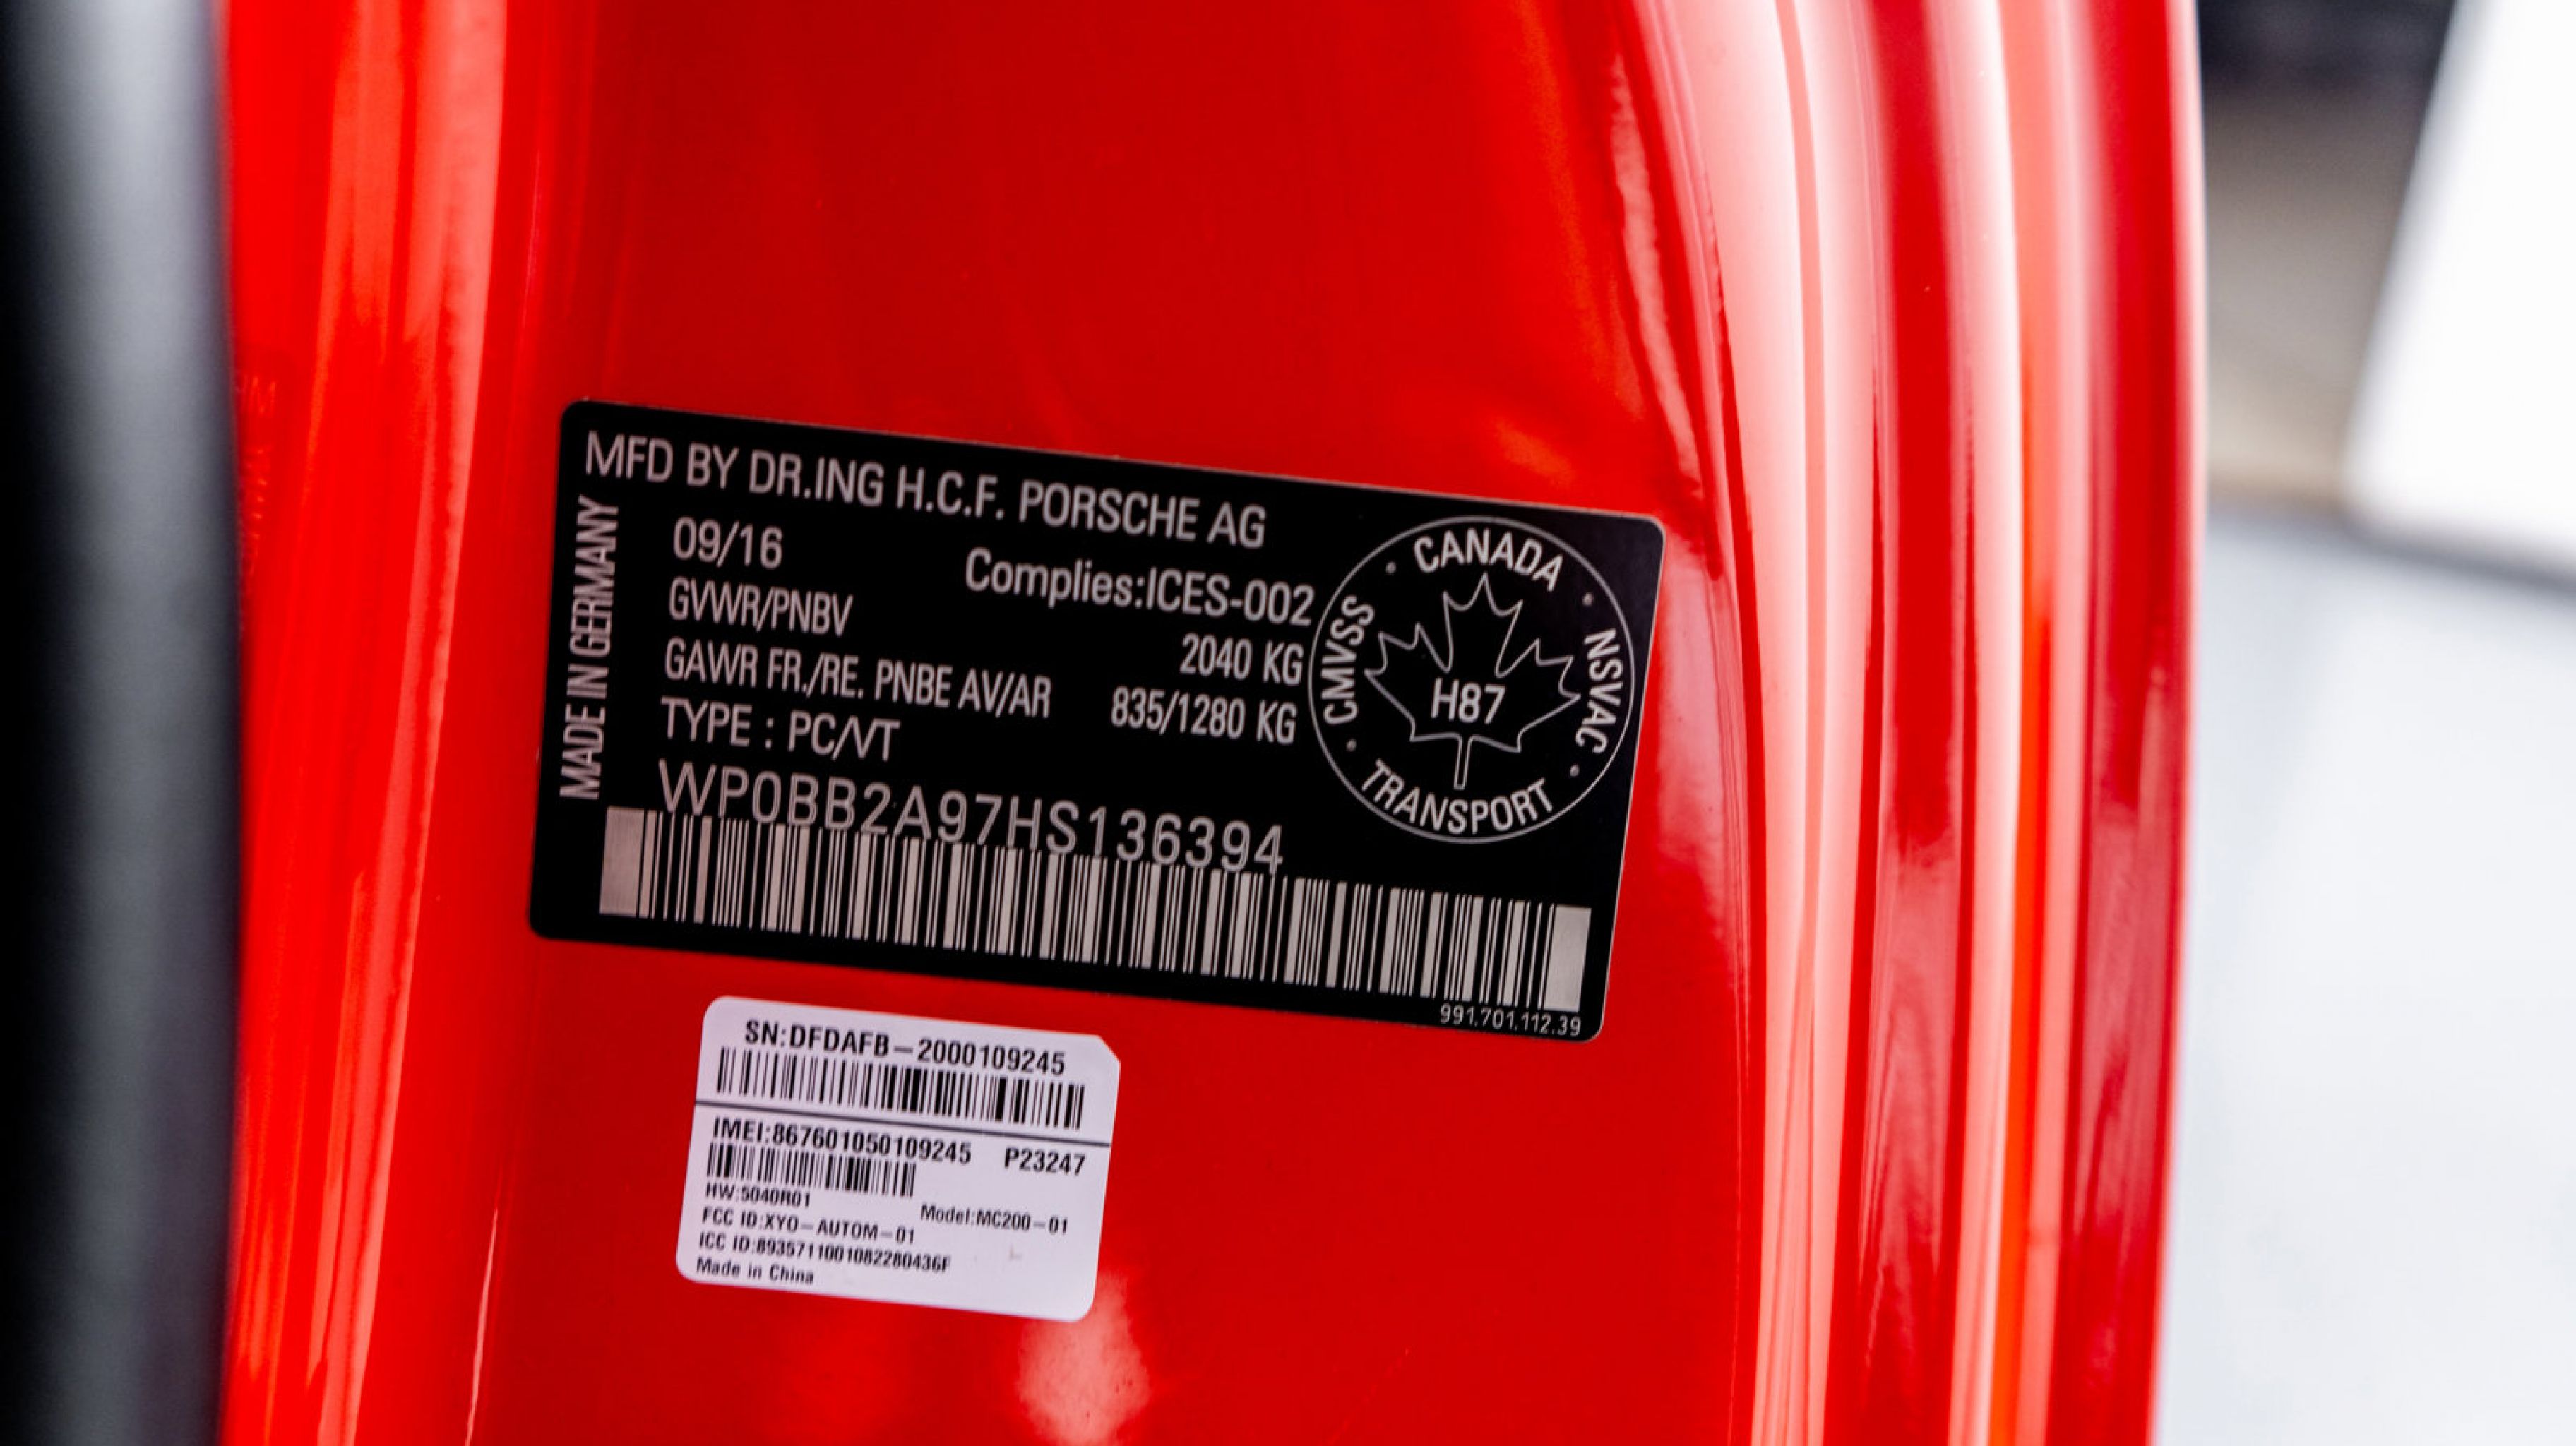 MFD BY DR.ING H.C.F. PORSCHE AG
MADE IN GERMANY
09/16
Complies:ICES-002
GVWR/PNBV 2040 KG
GAWR FR./RE. PNBE AV/AR 835/1280 KG
TYPE : PC/VT
WP0BB2A97HS136394
CANADA
CMVSS
NSVAC
H87
TRANSPORT
991.701.112.39
SN:DFDAFB-2000109245
IMEI:867601050109245 P23247
HW:5040R01
Model:MC200-01
FCC ID:XYO-AUTOM-01
ICC ID:8935711001082280436F
Made in China